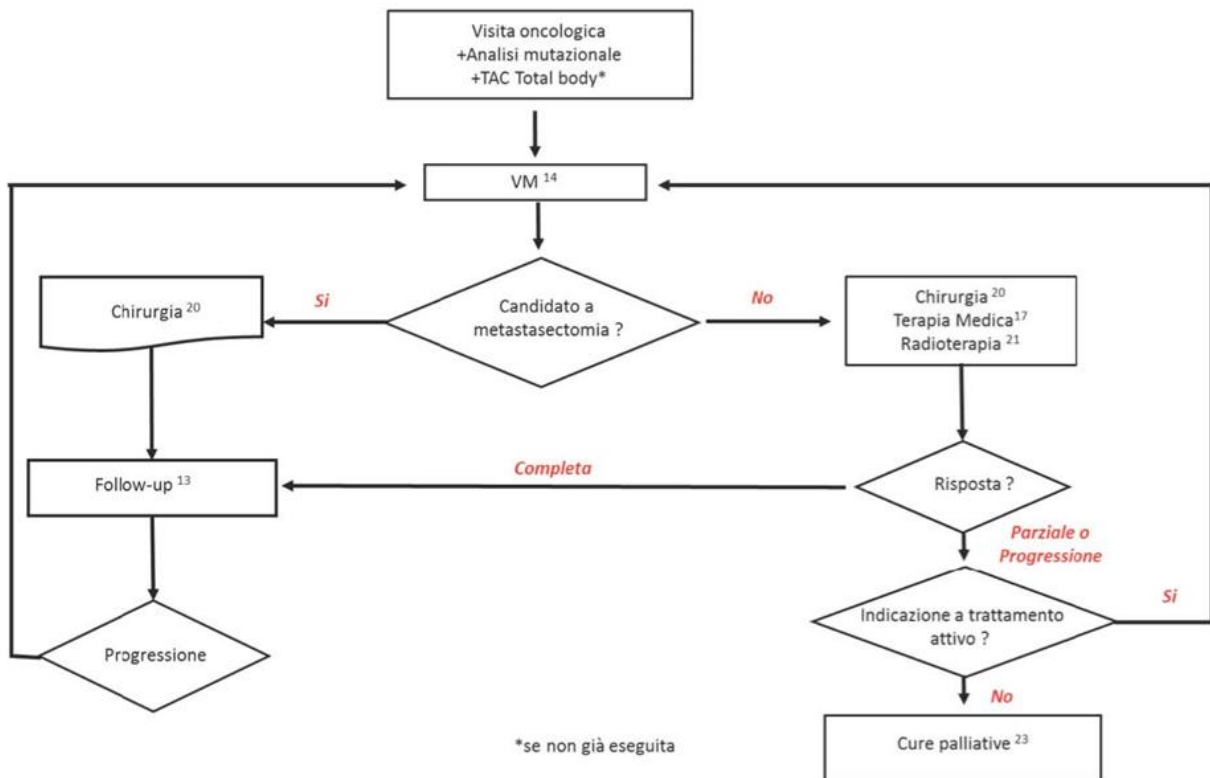 Visita oncologica
+Analisi mutazionale
+TAC Total body*
VM 14
Candidato a
metastasectomia ?
Si
No
Chirurgia 20
Chirurgia 20
Terapia Medica17
Radioterapia 21
Follow-up 13
Completa
Risposta ?
Parziale o
Progressione
Progressione
Indicazione a trattamento
attivo ?
Si
No
*se non già eseguita
Cure palliative 23